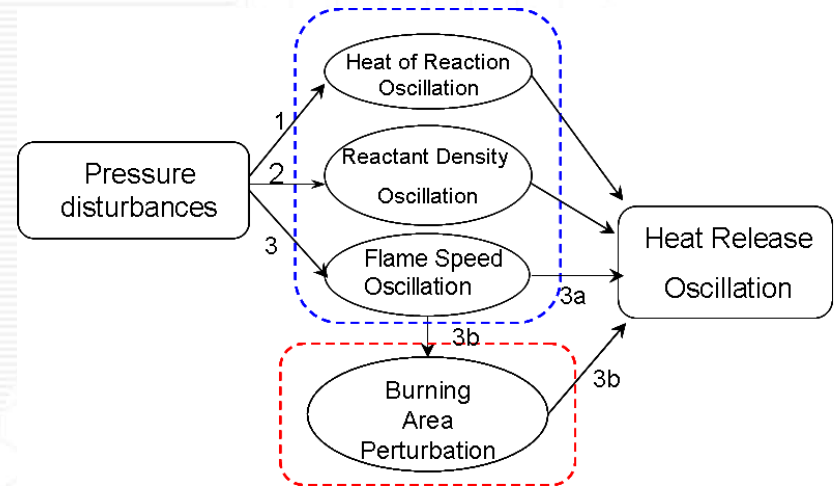 Heat of Reaction
Oscillation
1
Pressure
disturbances
2
Reactant Density
Oscillation
3
Flame Speed
Oscillation
3a
Heat Release
Oscillation
3b
Burning
Area
Perturbation
3b